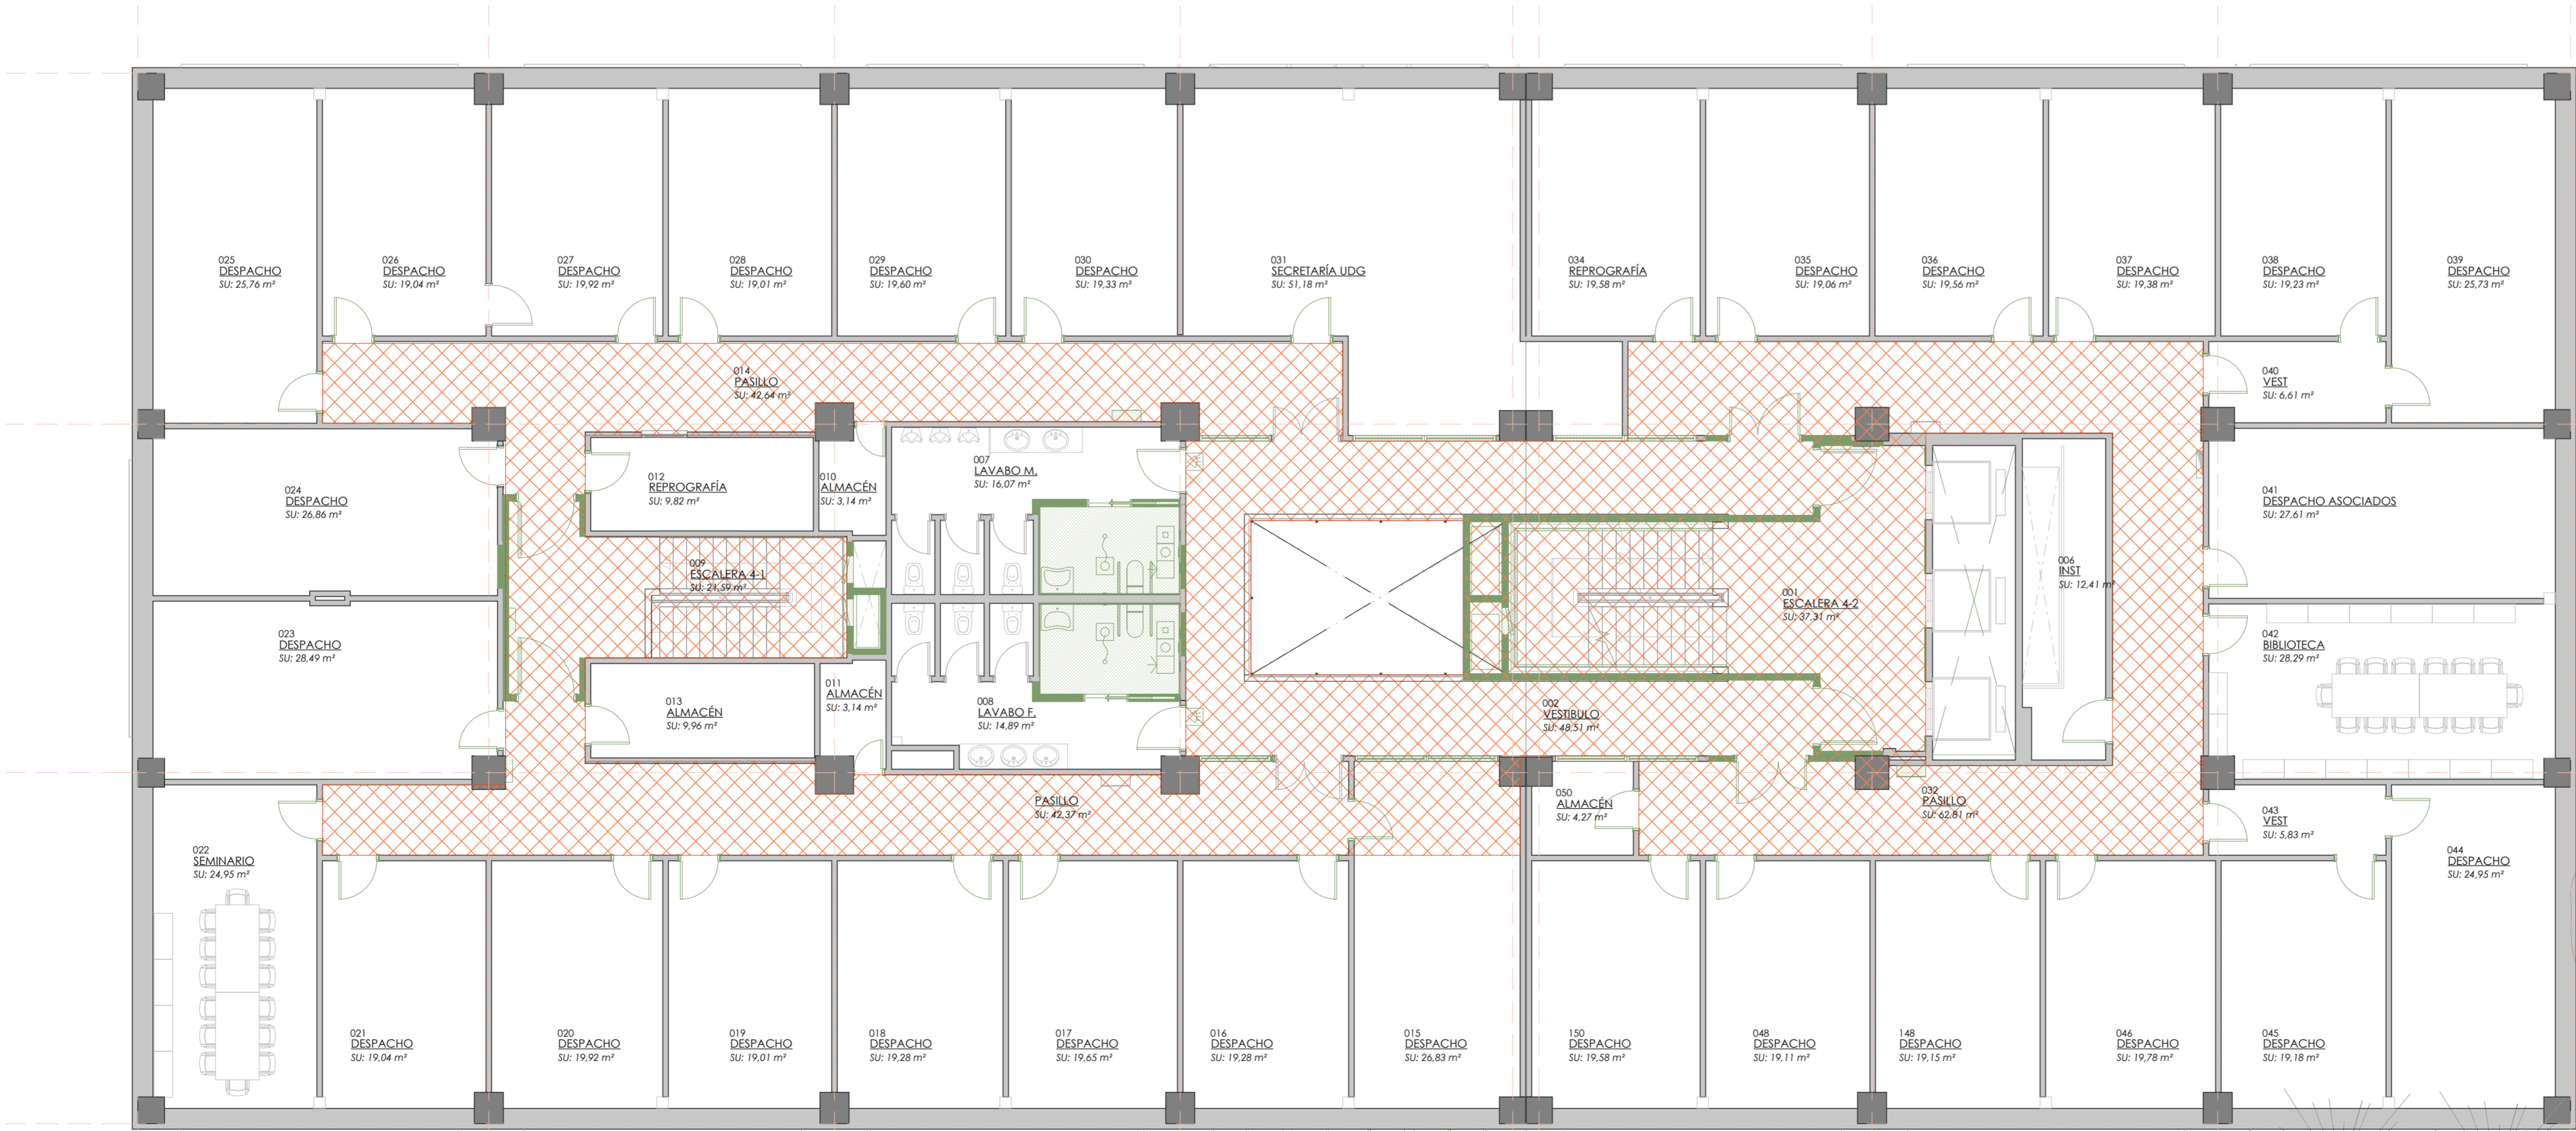 025
DESPACHO
SU: 25,76 m²
026
DESPACHO
SU: 19,04 m²
027
DESPACHO
SU: 19,92 m²
028
DESPACHO
SU: 19,01 m²
029
DESPACHO
SU: 19,60 m²
030
DESPACHO
SU: 19,33 m²
031
SECRETARÍA UDG
SU: 51,18 m²
034
REPROGRAFÍA
SU: 19,58 m²
035
DESPACHO
SU: 19,06 m²
036
DESPACHO
SU: 19,56 m²
037
DESPACHO
SU: 19,38 m²
038
DESPACHO
SU: 19,23 m²
039
DESPACHO
SU: 25,73 m²
014
PASILLO
SU: 42,64 m²
040
VEST
SU: 6,61 m²
024
DESPACHO
SU: 26,86 m²
012
REPROGRAFÍA
SU: 9,82 m²
010
ALMACÉN
SU: 3,14 m²
007
LAVABO M.
SU: 16,07 m²
041
DESPACHO ASOCIADOS
SU: 27,61 m²
009
ESCALERA 4-1
SU: 21,59 m²
001
ESCALERA 4-2
SU: 37,31 m²
006
INST
SU: 12,41 m²
023
DESPACHO
SU: 28,49 m²
042
BIBLIOTECA
SU: 28,29 m²
013
ALMACÉN
SU: 9,96 m²
011
ALMACÉN
SU: 3,14 m²
008
LAVABO F.
SU: 14,89 m²
002
VESTIBULO
SU: 48,51 m²
PASILLO
SU: 42,37 m²
050
ALMACÉN
SU: 4,27 m²
032
PASILLO
SU: 62,81 m²
043
VEST
SU: 5,83 m²
022
SEMINARIO
SU: 24,95 m²
044
DESPACHO
SU: 24,95 m²
021
DESPACHO
SU: 19,04 m²
020
DESPACHO
SU: 19,92 m²
019
DESPACHO
SU: 19,01 m²
018
DESPACHO
SU: 19,28 m²
017
DESPACHO
SU: 19,65 m²
016
DESPACHO
SU: 19,28 m²
015
DESPACHO
SU: 26,83 m²
150
DESPACHO
SU: 19,58 m²
048
DESPACHO
SU: 19,11 m²
148
DESPACHO
SU: 19,15 m²
046
DESPACHO
SU: 19,78 m²
045
DESPACHO
SU: 19,18 m²